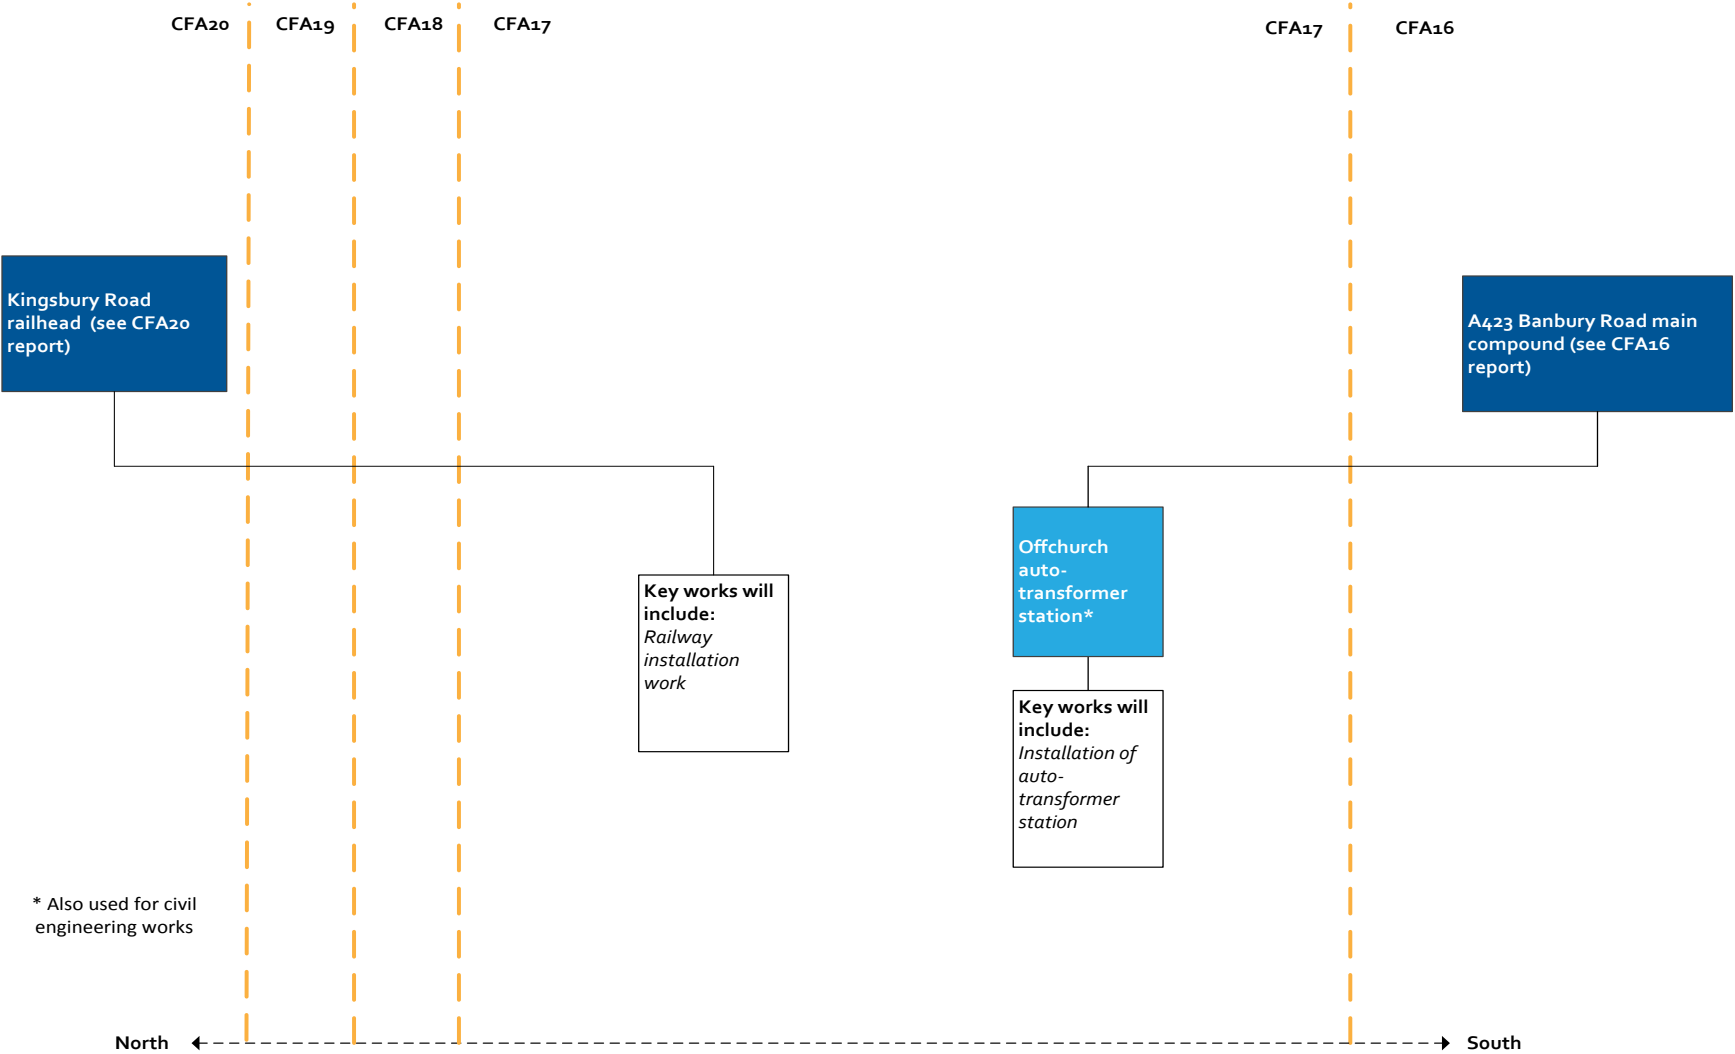 CFA20
CFA19
CFA18
CFA17
CFA17
CFA16
Kingsbury Road
railhead (see CFA20
report)
A423 Banbury Road main
compound (see CFA16
report)
Offchurch
auto-
transformer
station*
Key works will
include:
Railway
installation
work
Key works will
include:
Installation of
auto-
transformer
station
* Also used for civil
engineering works
North
South